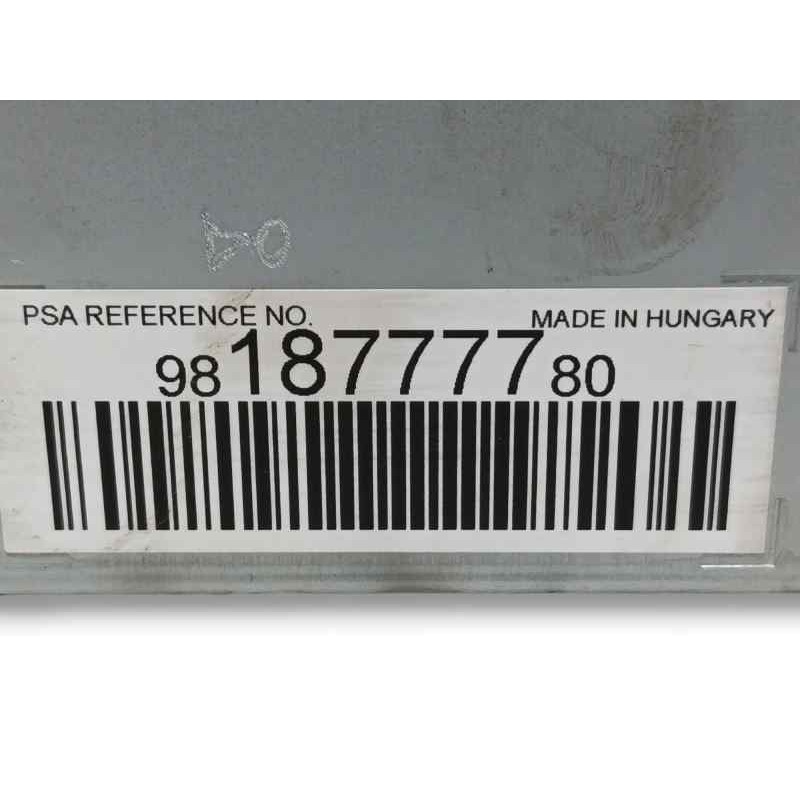 PSA REFERENCE NO. MADE IN HUNGARY
9818777780